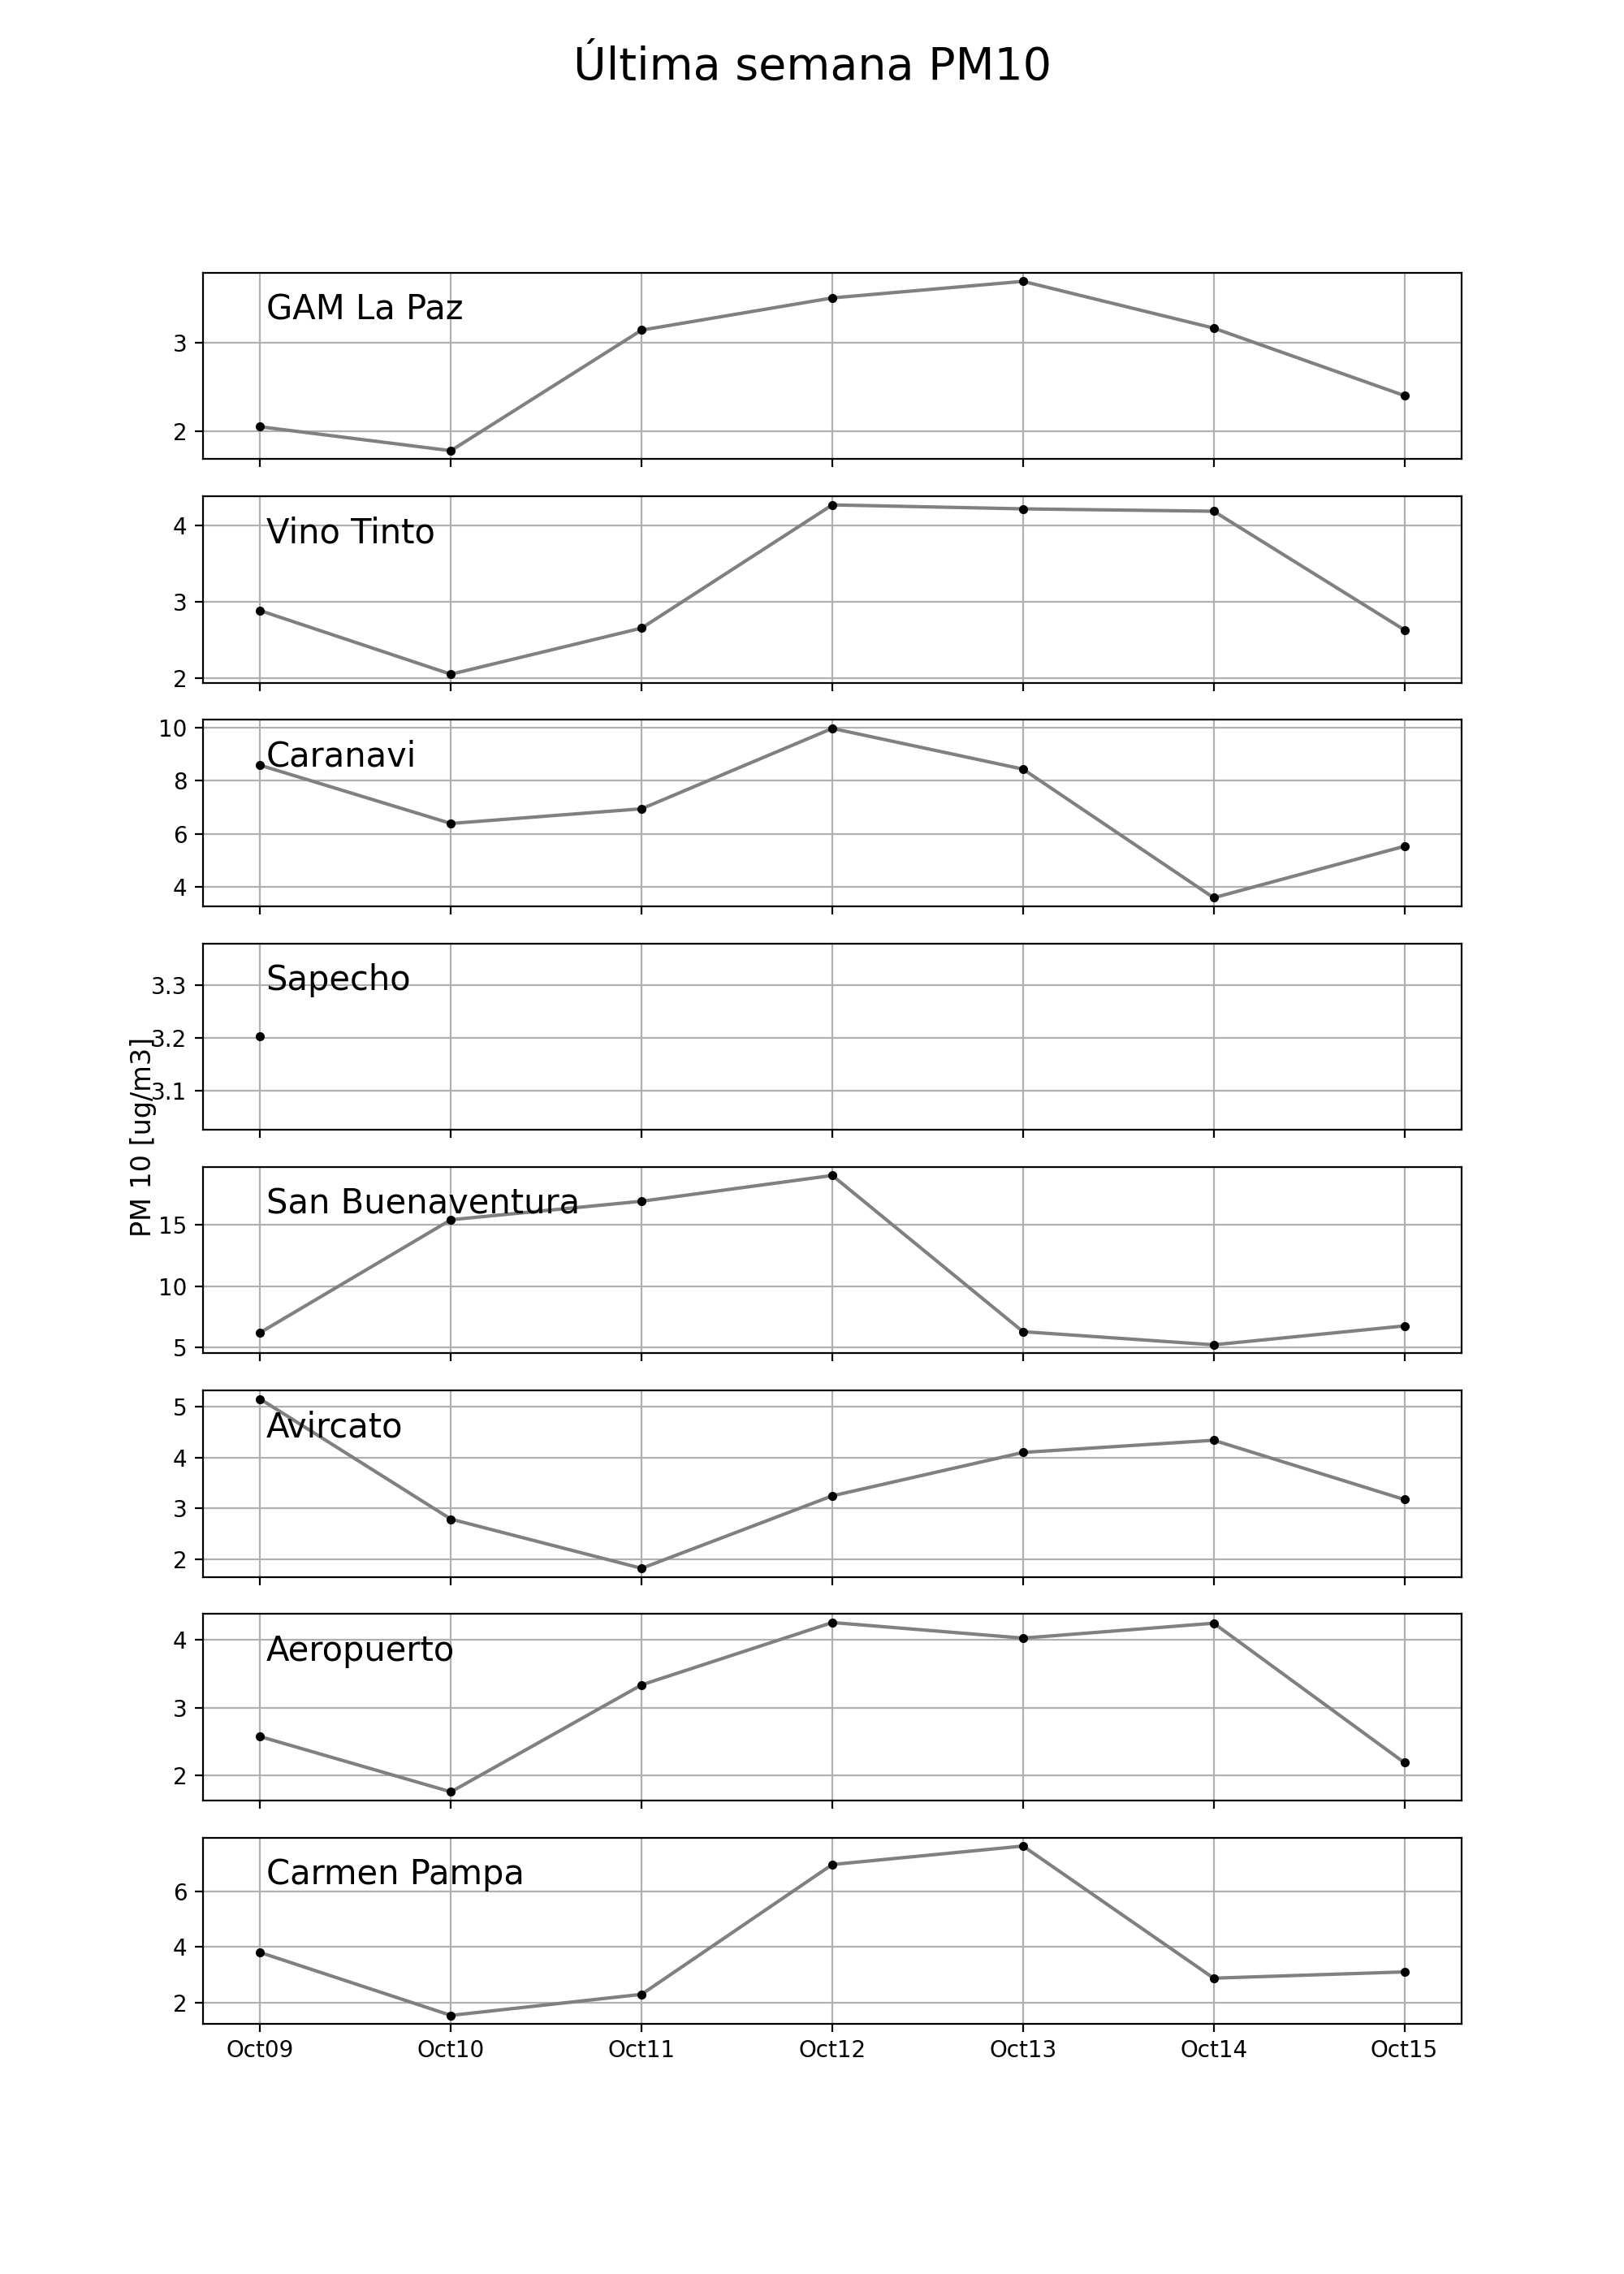 Última semana PM10
GAM La Paz
3
2
Vino Tinto
4
3
2
Caranavi
10
8
6
4
Sapecho
3.3
3.2
3.1
PM 10 [ug/m3]
San Buenaventura
15
10
5
Avircato
5
4
3
2
Aeropuerto
4
3
2
Carmen Pampa
6
4
2
Oct09 Oct10 Oct11 Oct12 Oct13 Oct14 Oct15